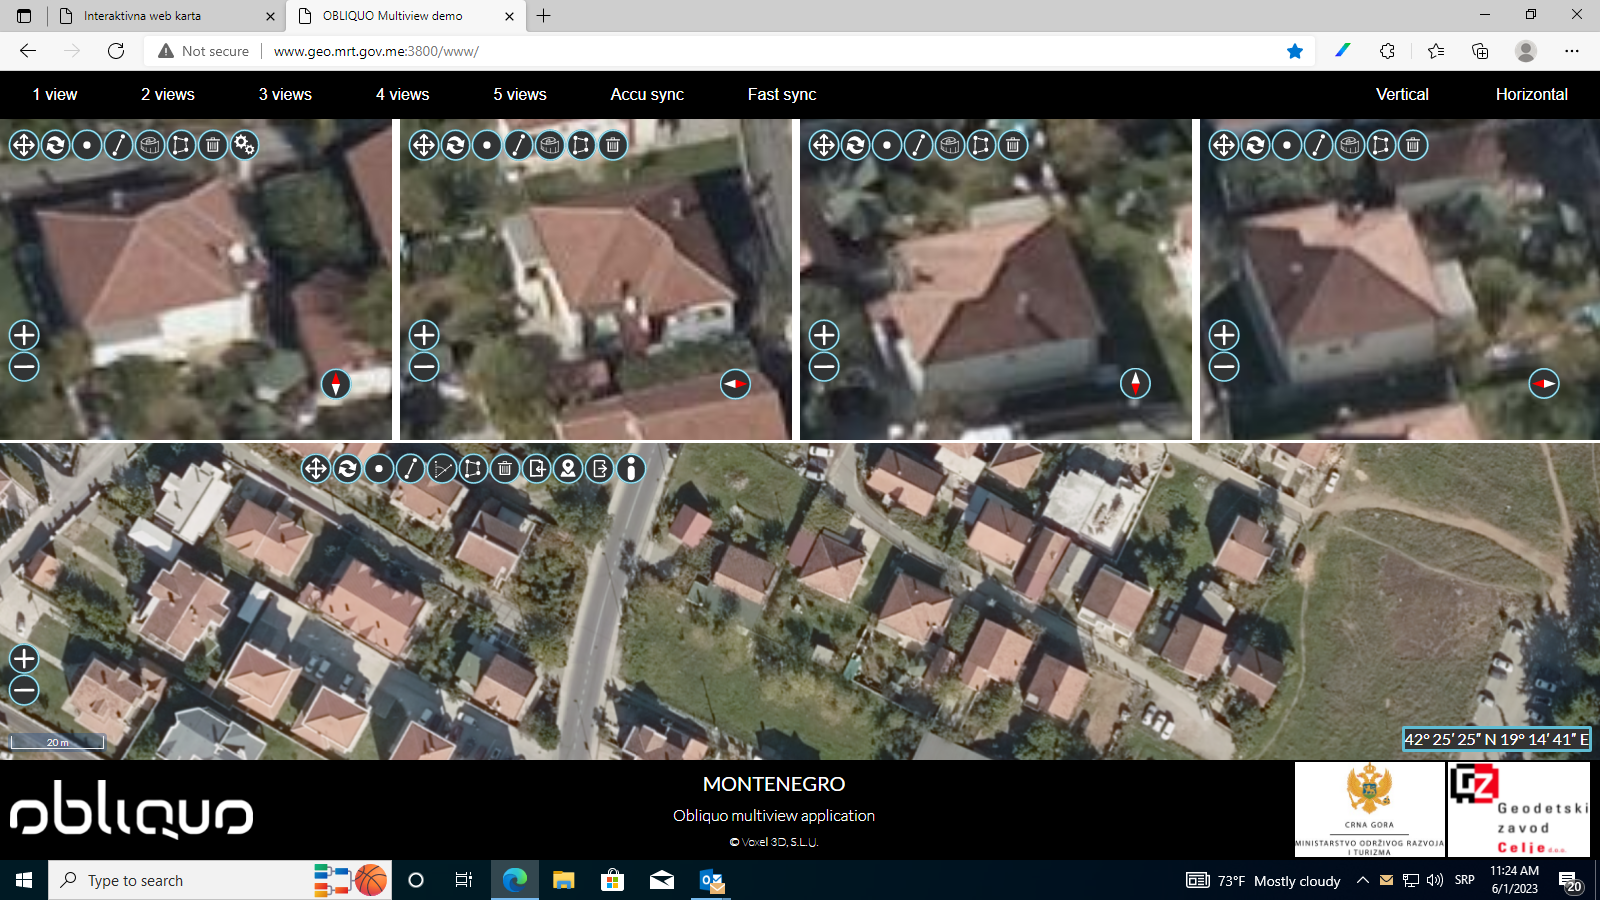 Interaktivna web karta
OBLIQUO Multiview demo
Not secure
www.geo.mrt.gov.me:3800/www/
1 view
2 views
3 views
4 views
5 views
Accu sync
Fast sync
Vertical
Horizontal
20 m
42° 25′ 25″ N 19° 14′ 41″ E
obliquo
MONTENEGRO
Obliquo multiview application
© Voxel 3D, S.L.U.
CRNA GORA
MINISTARSTVO ODRŽIVOG RAZVOJA
I TURIZMA
GZ
Geodetski
zavod
Celje d.o.o.
Type to search
73°F Mostly cloudy
SRP
11:24 AM
6/1/2023
20